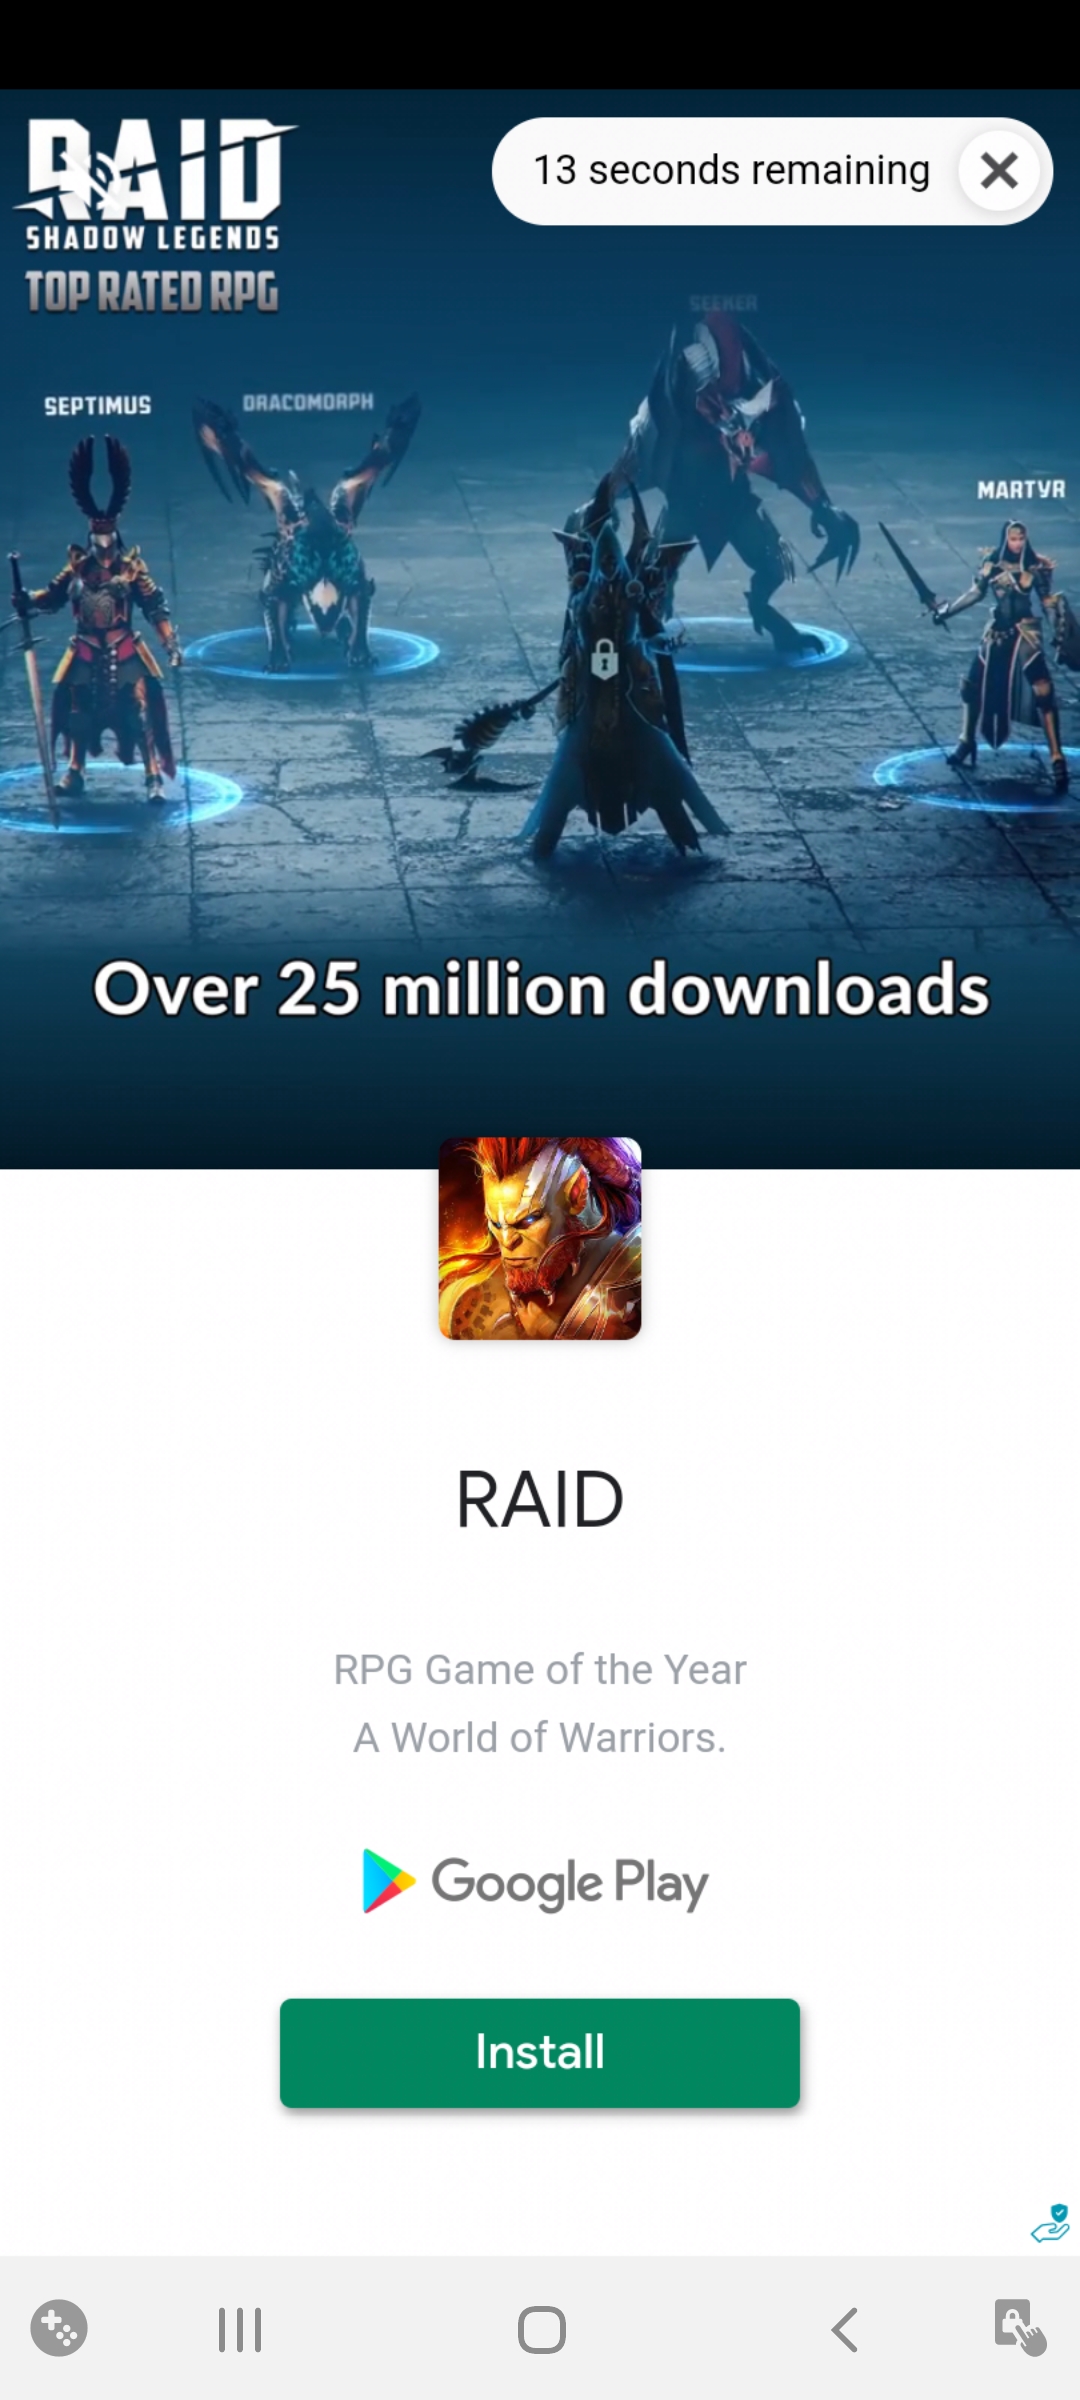 RAID
SHADOW LEGENDS
TOP RATED RPG
13 seconds remaining
SEEKER
SEPTIMUS
DRACOMORPH
MARTYR
Over 25 million downloads
RAID
RPG Game of the Year
A World of Warriors.
Google Play
Install